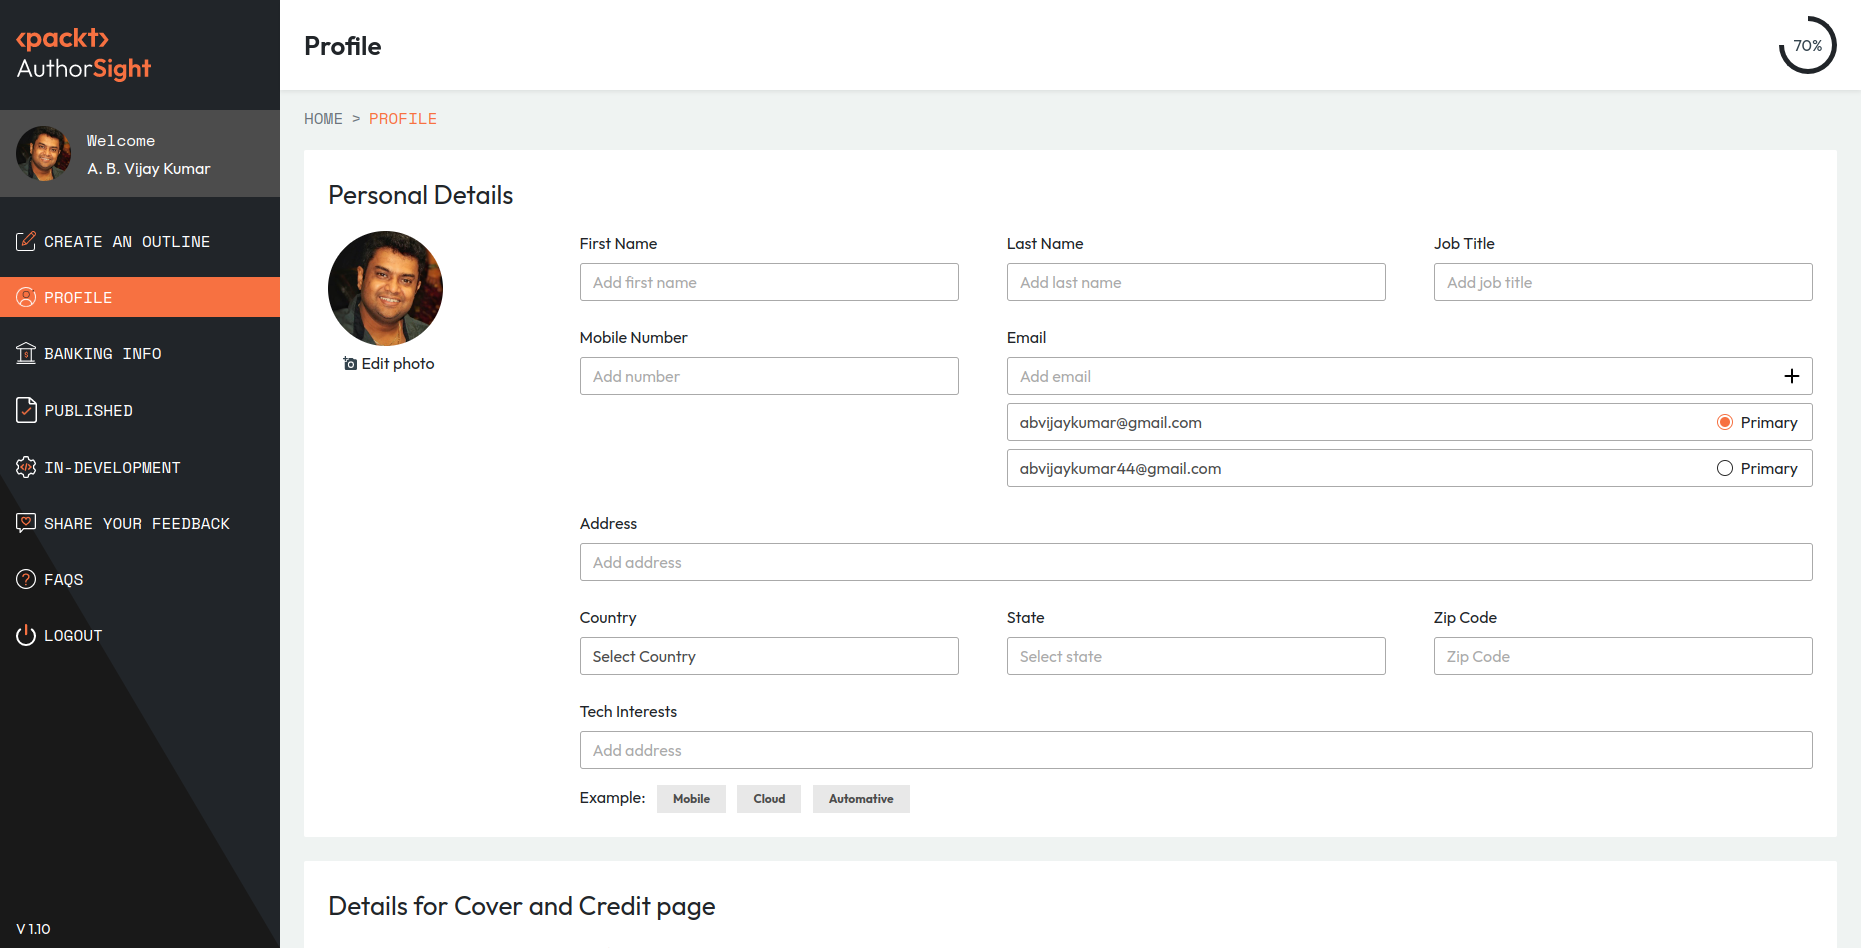 <packt>
AuthorSight
Welcome
A. B. Vijay Kumar
CREATE AN OUTLINE
PROFILE
BANKING INFO
PUBLISHED
IN-DEVELOPMENT
SHARE YOUR FEEDBACK
FAQS
LOGOUT
V 1.10
Profile
70%
HOME > PROFILE
Personal Details
Edit photo
First Name
Add first name
Last Name
Add last name
Job Title
Add job title
Mobile Number
Add number
Email
Add email
abvijaykumar@gmail.com Primary
abvijaykumar44@gmail.com Primary
Address
Add address
Country
Select Country
State
Select state
Zip Code
Zip Code
Tech Interests
Add address
Example: Mobile Cloud Automative
Details for Cover and Credit page